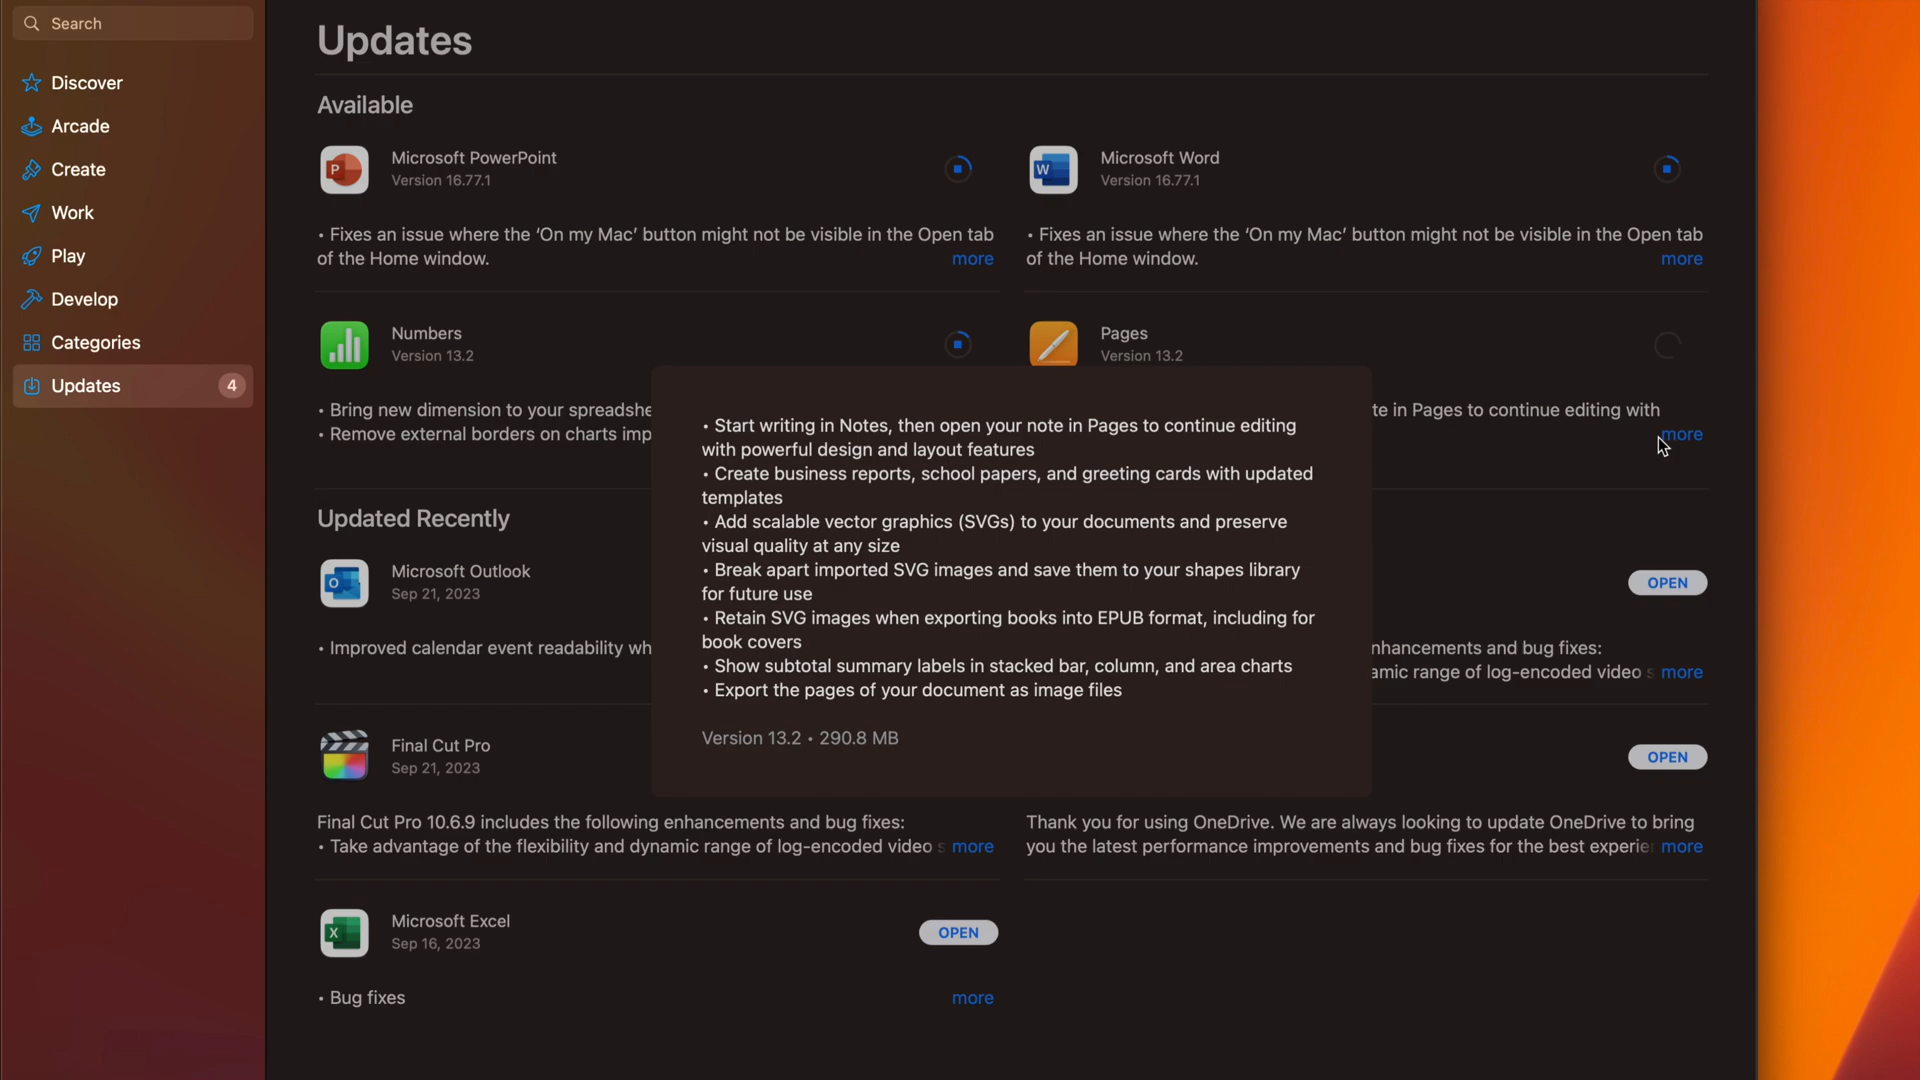 Search
Discover
Arcade
Create
Work
Play
Develop
Categories
Updates 4
Updates
Available
Microsoft PowerPoint
Version 16.77.1
• Fixes an issue where the ‘On my Mac’ button might not be visible in the Open tab
of the Home window. more
Microsoft Word
Version 16.77.1
• Fixes an issue where the ‘On my Mac’ button might not be visible in the Open tab
of the Home window. more
Numbers
Version 13.2
• Bring new dimension to your
• Remove external borders on charts
Pages
Version 13.2
in Pages to continue editing with
more
• Start writing in Notes, then open your note in Pages to continue editing
with powerful design and layout features
• Create business reports, school papers, and greeting cards with updated
templates
• Add scalable vector graphics (SVGs) to your documents and preserve
visual quality at any size
• Break apart imported SVG images and save them to your shapes library
for future use
• Retain SVG images when exporting books into EPUB format, including for
book covers
• Show subtotal summary labels in stacked bar, column, and area charts
• Export the pages of your document as image files
Version 13.2 • 290.8 MB
Updated Recently
Microsoft Outlook
Sep 21, 2023
• Improved calendar event readability
OPEN
and bug fixes:
range of log-encoded video more
Final Cut Pro
Sep 21, 2023
Final Cut Pro 10.6.9 includes the following enhancements and bug fixes:
• Take advantage of the flexibility and dynamic range of log-encoded video more
OPEN
Thank you for using OneDrive. We are always looking to update OneDrive to bring
you the latest performance improvements and bug fixes for the best more
Microsoft Excel
Sep 16, 2023
OPEN
• Bug fixes
more